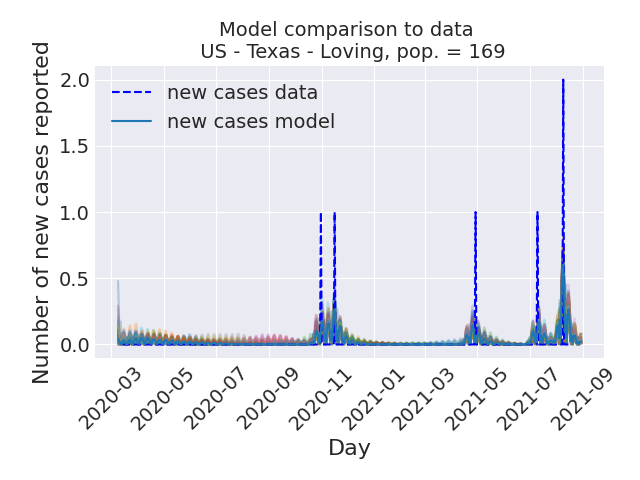 Model comparison to data
US - Texas - Loving, pop. = 169
Number of new cases reported
2.0
1.5
1.0
0.5
0.0
new cases data
new cases model
2020-03
2020-05
2020-07
2020-09
2020-11
2021-01
2021-03
2021-05
2021-07
2021-09
Day